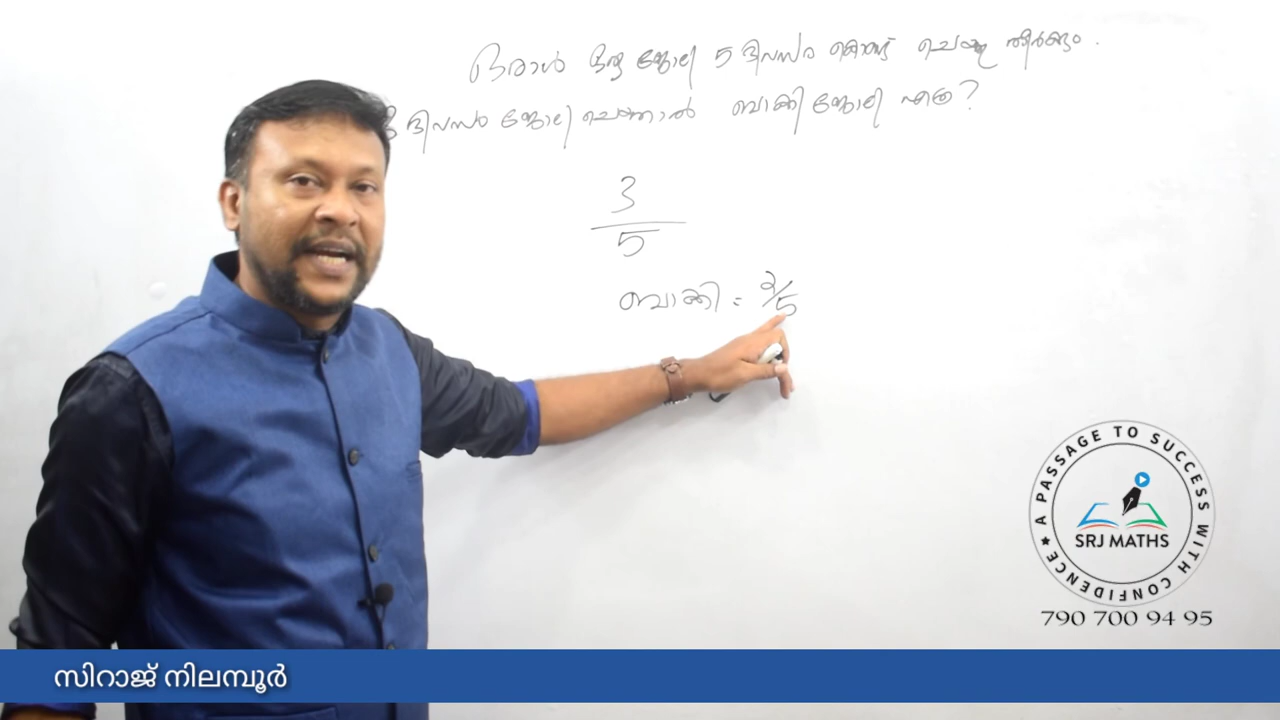 ഒരാൾ ഒരു ജോലി 5 ദിവസം കൊണ്ട് ചെയ്തു തീർക്കും.
3 ദിവസം ജോലി ചെയ്താൽ ബാക്കി ജോലി എത്ര?
3
5
ബാക്കി = 2/5
A PASSAGE TO SUCCESS WITH CONFIDENCE
SRJ MATHS
790 700 94 95
സിറാജ് നിലമ്പൂർ